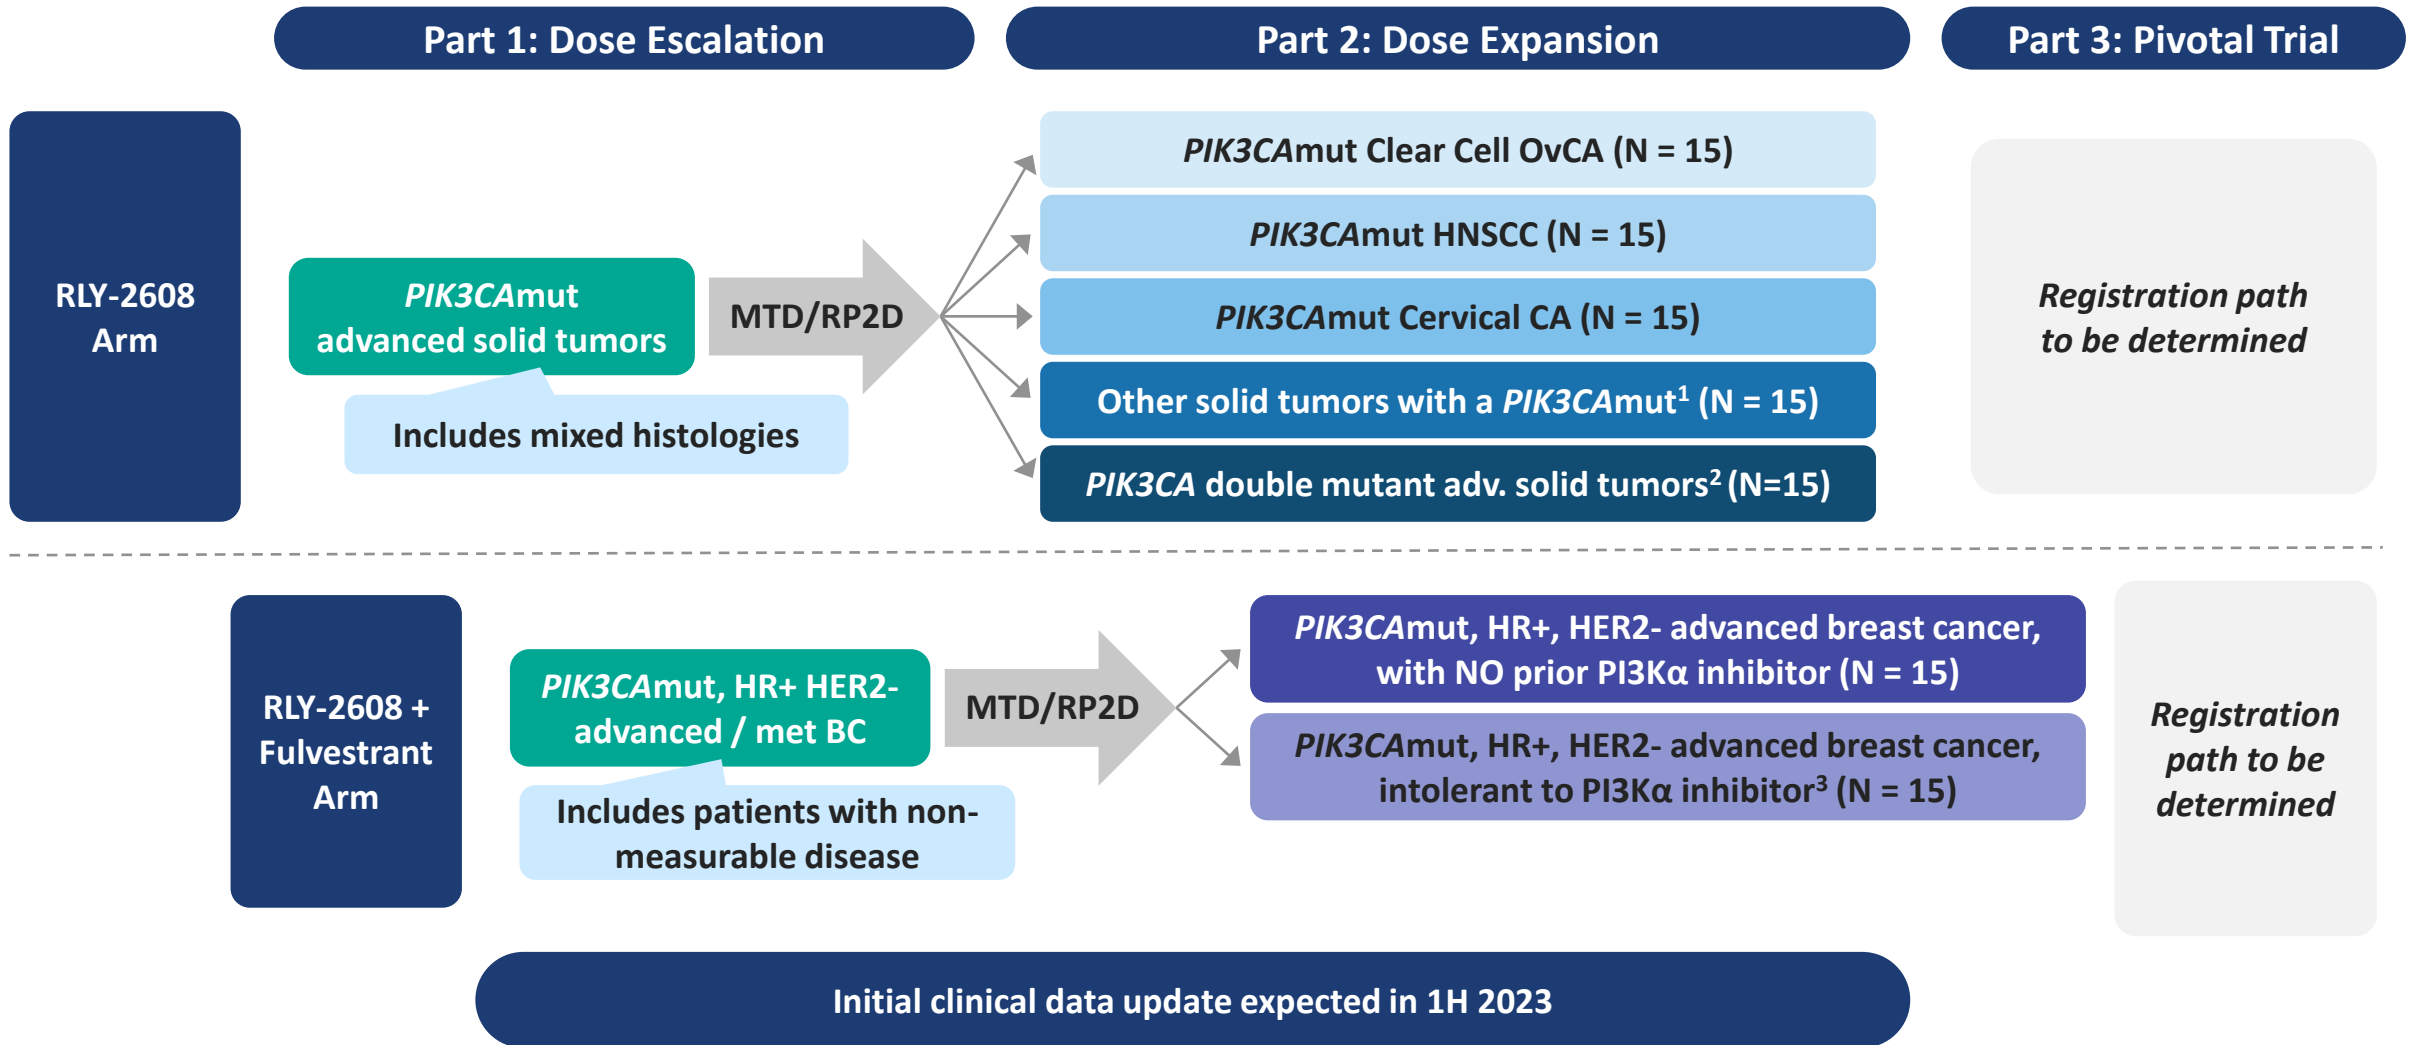 Part 1: Dose Escalation
Part 2: Dose Expansion
Part 3: Pivotal Trial
RLY-2608
Arm
PIK3CAmut
advanced solid tumors
Includes mixed histologies
MTD/RP2D
PIK3CAmut Clear Cell OvCA (N = 15)
PIK3CAmut HNSCC (N = 15)
PIK3CAmut Cervical CA (N = 15)
Other solid tumors with a PIK3CAmut¹ (N = 15)
PIK3CA double mutant adv. solid tumors² (N=15)
Registration path
to be determined
RLY-2608 +
Fulvestrant
Arm
PIK3CAmut, HR+ HER2-
advanced / met BC
Includes patients with non-
measurable disease
MTD/RP2D
PIK3CAmut, HR+, HER2- advanced breast cancer,
with NO prior PI3Kα inhibitor (N = 15)
PIK3CAmut, HR+, HER2- advanced breast cancer,
intolerant to PI3Kα inhibitor³ (N = 15)
Registration
path to be
determined
Initial clinical data update expected in 1H 2023